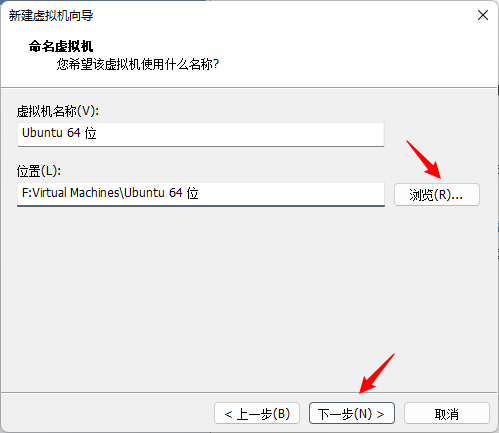 新建虚拟机向导
命名虚拟机
您希望该虚拟机使用什么名称?
虚拟机名称(V):
Ubuntu 64 位
位置(L):
F:Virtual Machines\Ubuntu 64 位
浏览(R)...
< 上一步(B)
下一步(N) >
取消